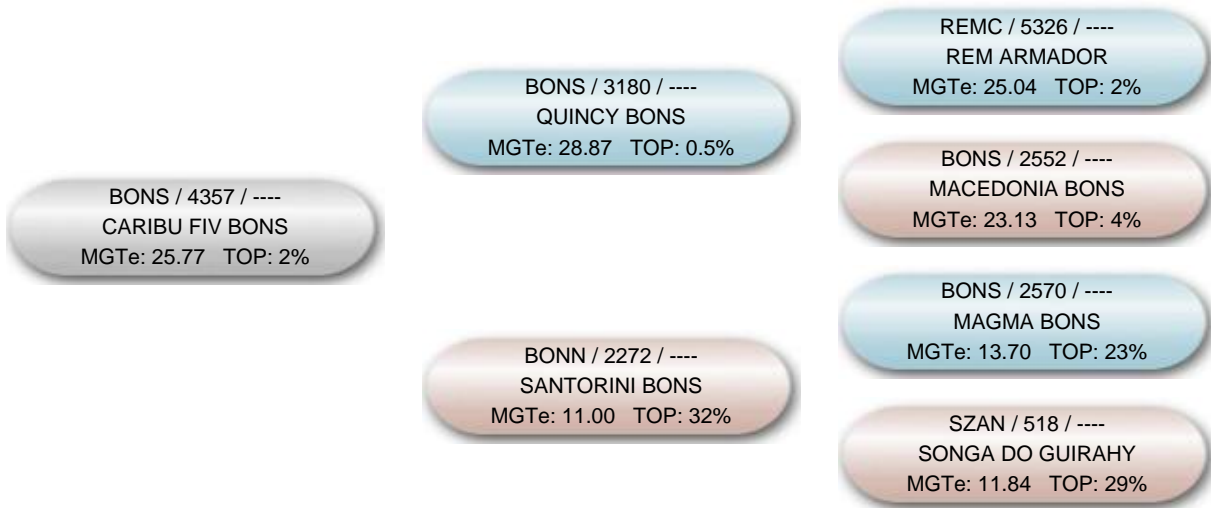 BONS / 4357 / ----
CARIBU FIV BONS
MGTe: 25.77 TOP: 2%
BONS / 3180 / ----
QUINCY BONS
MGTe: 28.87 TOP: 0.5%
BONN / 2272 / ----
SANTORINI BONS
MGTe: 11.00 TOP: 32%
REMC / 5326 / ----
REM ARMADOR
MGTe: 25.04 TOP: 2%
BONS / 2552 / ----
MACEDONIA BONS
MGTe: 23.13 TOP: 4%
BONS / 2570 / ----
MAGMA BONS
MGTe: 13.70 TOP: 23%
SZAN / 518 / ----
SONGA DO GUIRAHY
MGTe: 11.84 TOP: 29%